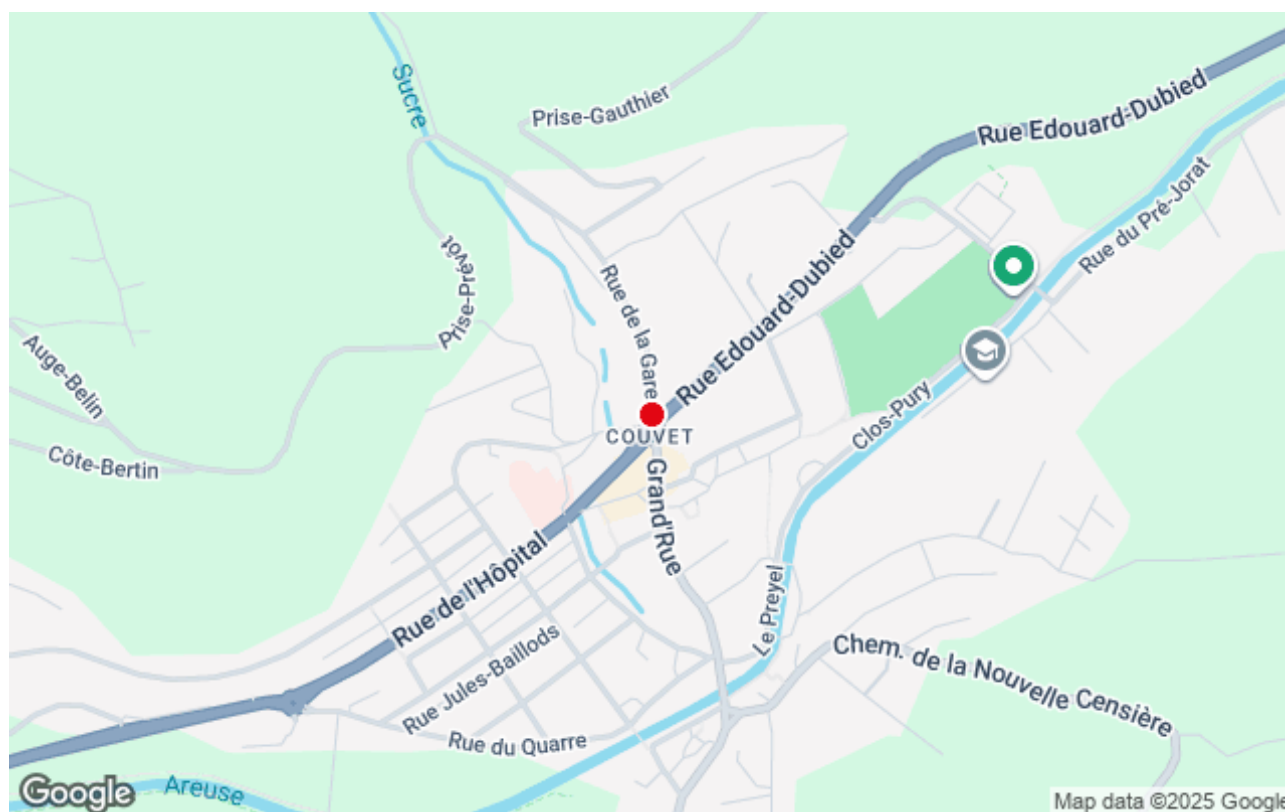 Sucre
Prise-Gauthier
Rue Edouard-Dubied
Rue du Pré-Jorat
Prise-Prévôt
Rue de la Gare
Rue Edouard-Dubied
Auge-Belin
Clos-Pury
COUVET
Côte-Bertin
Grand'Rue
Rue de l'Hôpital
Le Preyel
Rue Jules-Baillods
Chem. de la Nouvelle Censière
Rue du Quarre
Areuse
Google
Map data ©2025 Google